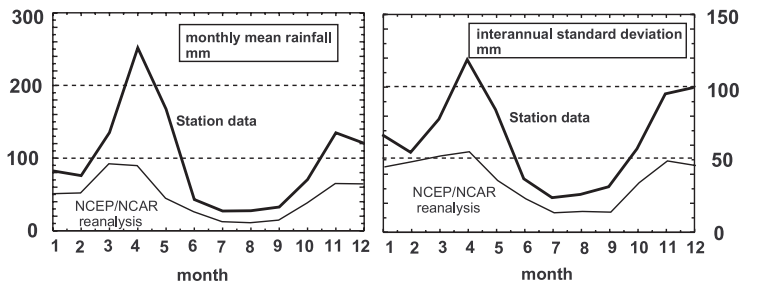 300
200
100
0
monthly mean rainfall
mm
Station data
NCEP/NCAR
reanalysis
1 2 3 4 5 6 7 8 9 10 11 12
month
interannual standard deviation
mm
Station data
NCEP/NCAR
reanalysis
150
100
50
0
1 2 3 4 5 6 7 8 9 10 11 12
month